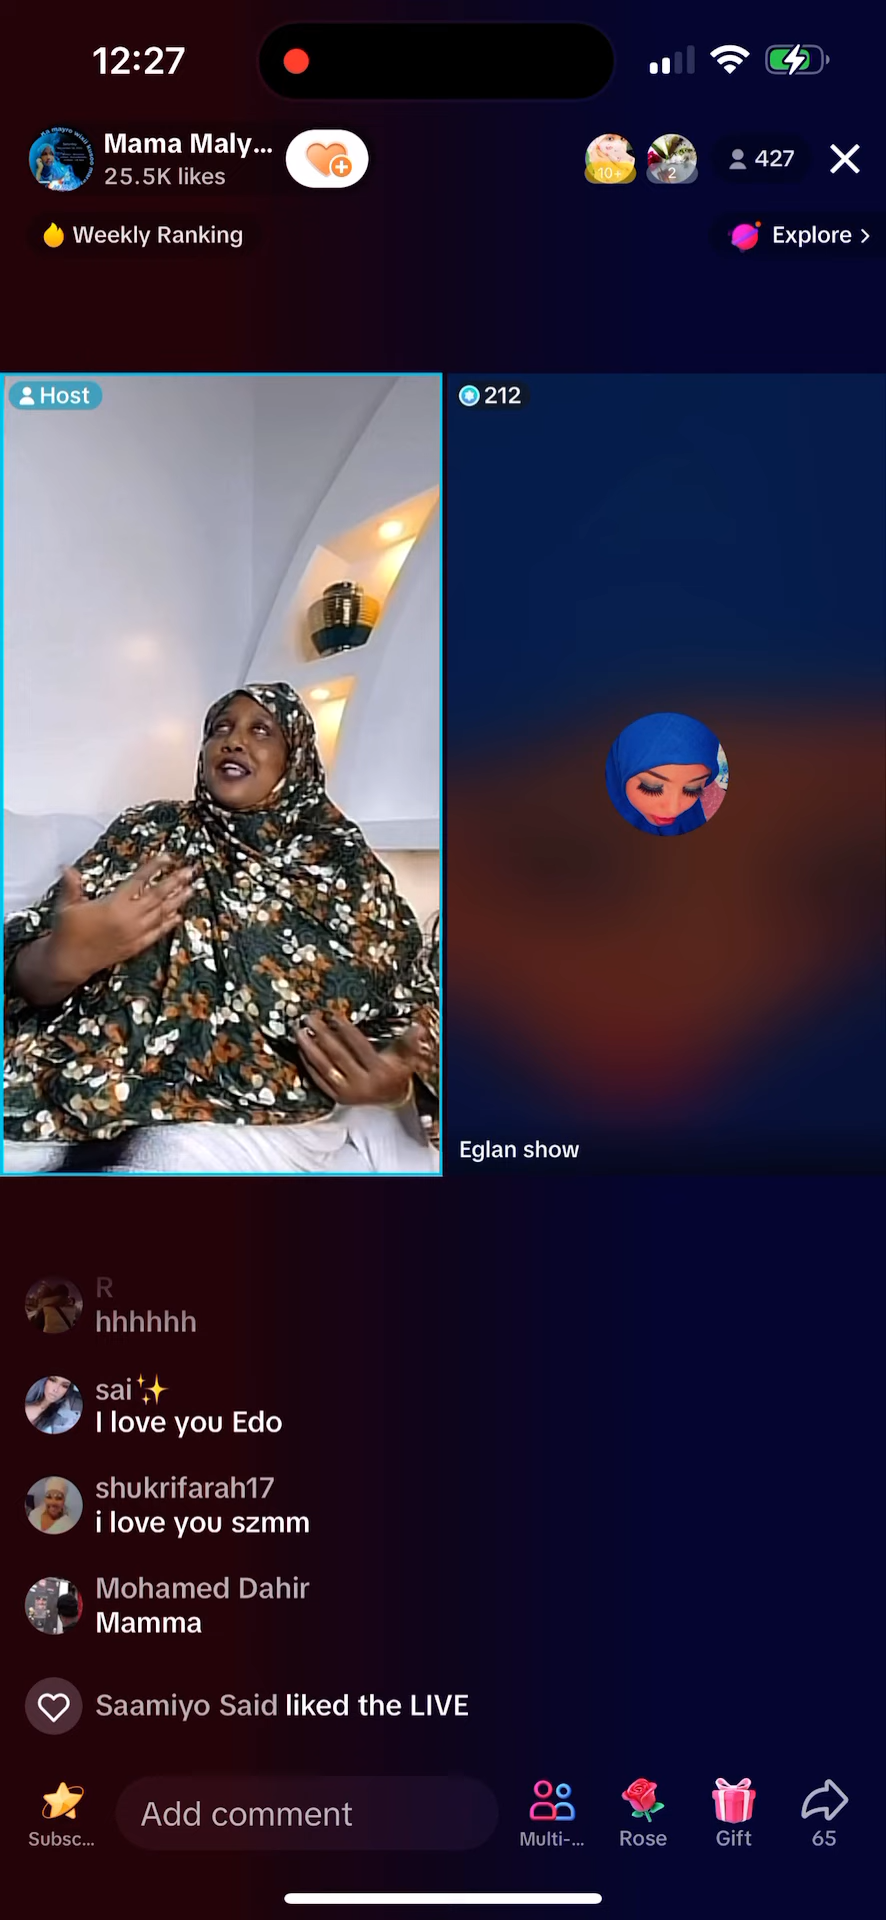 12:27
Mama Maly...
25.5K likes
10+
2
427
Weekly Ranking
Explore >
Host
212
Eglan show
R
hhhhhh
sai✨
I love you Edo
shukrifarah17
i love you szmm
Mohamed Dahir
Mamma
Saamiyo Said liked the LIVE
Subsc...
Add comment
Multi-...
Rose
Gift
65